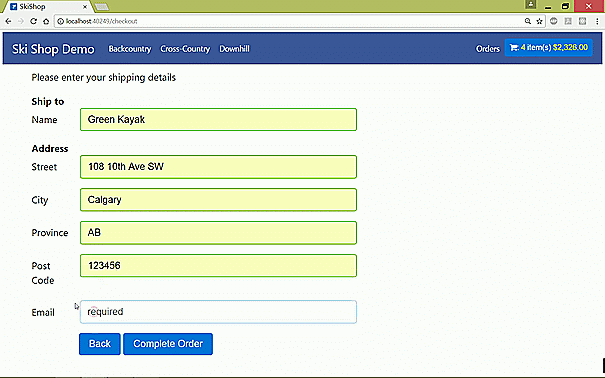 SkiShop
localhost:40249/checkout
Ski Shop Demo Backcountry Cross-Country Downhill Orders 4 item(s) $2,326.00
Please enter your shipping details
Ship to
Name Green Kayak
Address
Street 108 10th Ave SW
City Calgary
Province AB
Post Code 123456
Email required
Back Complete Order